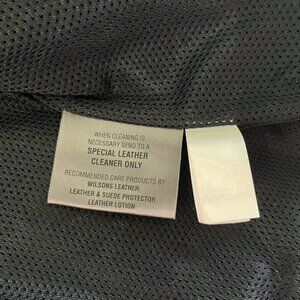 WHEN CLEANING IS
NECESSARY SEND TO A
SPECIAL LEATHER
CLEANER ONLY
RECOMMENDED CARE PRODUCTS BY
WILSONS LEATHER:
LEATHER & SUEDE PROTECTOR
LEATHER LOTION